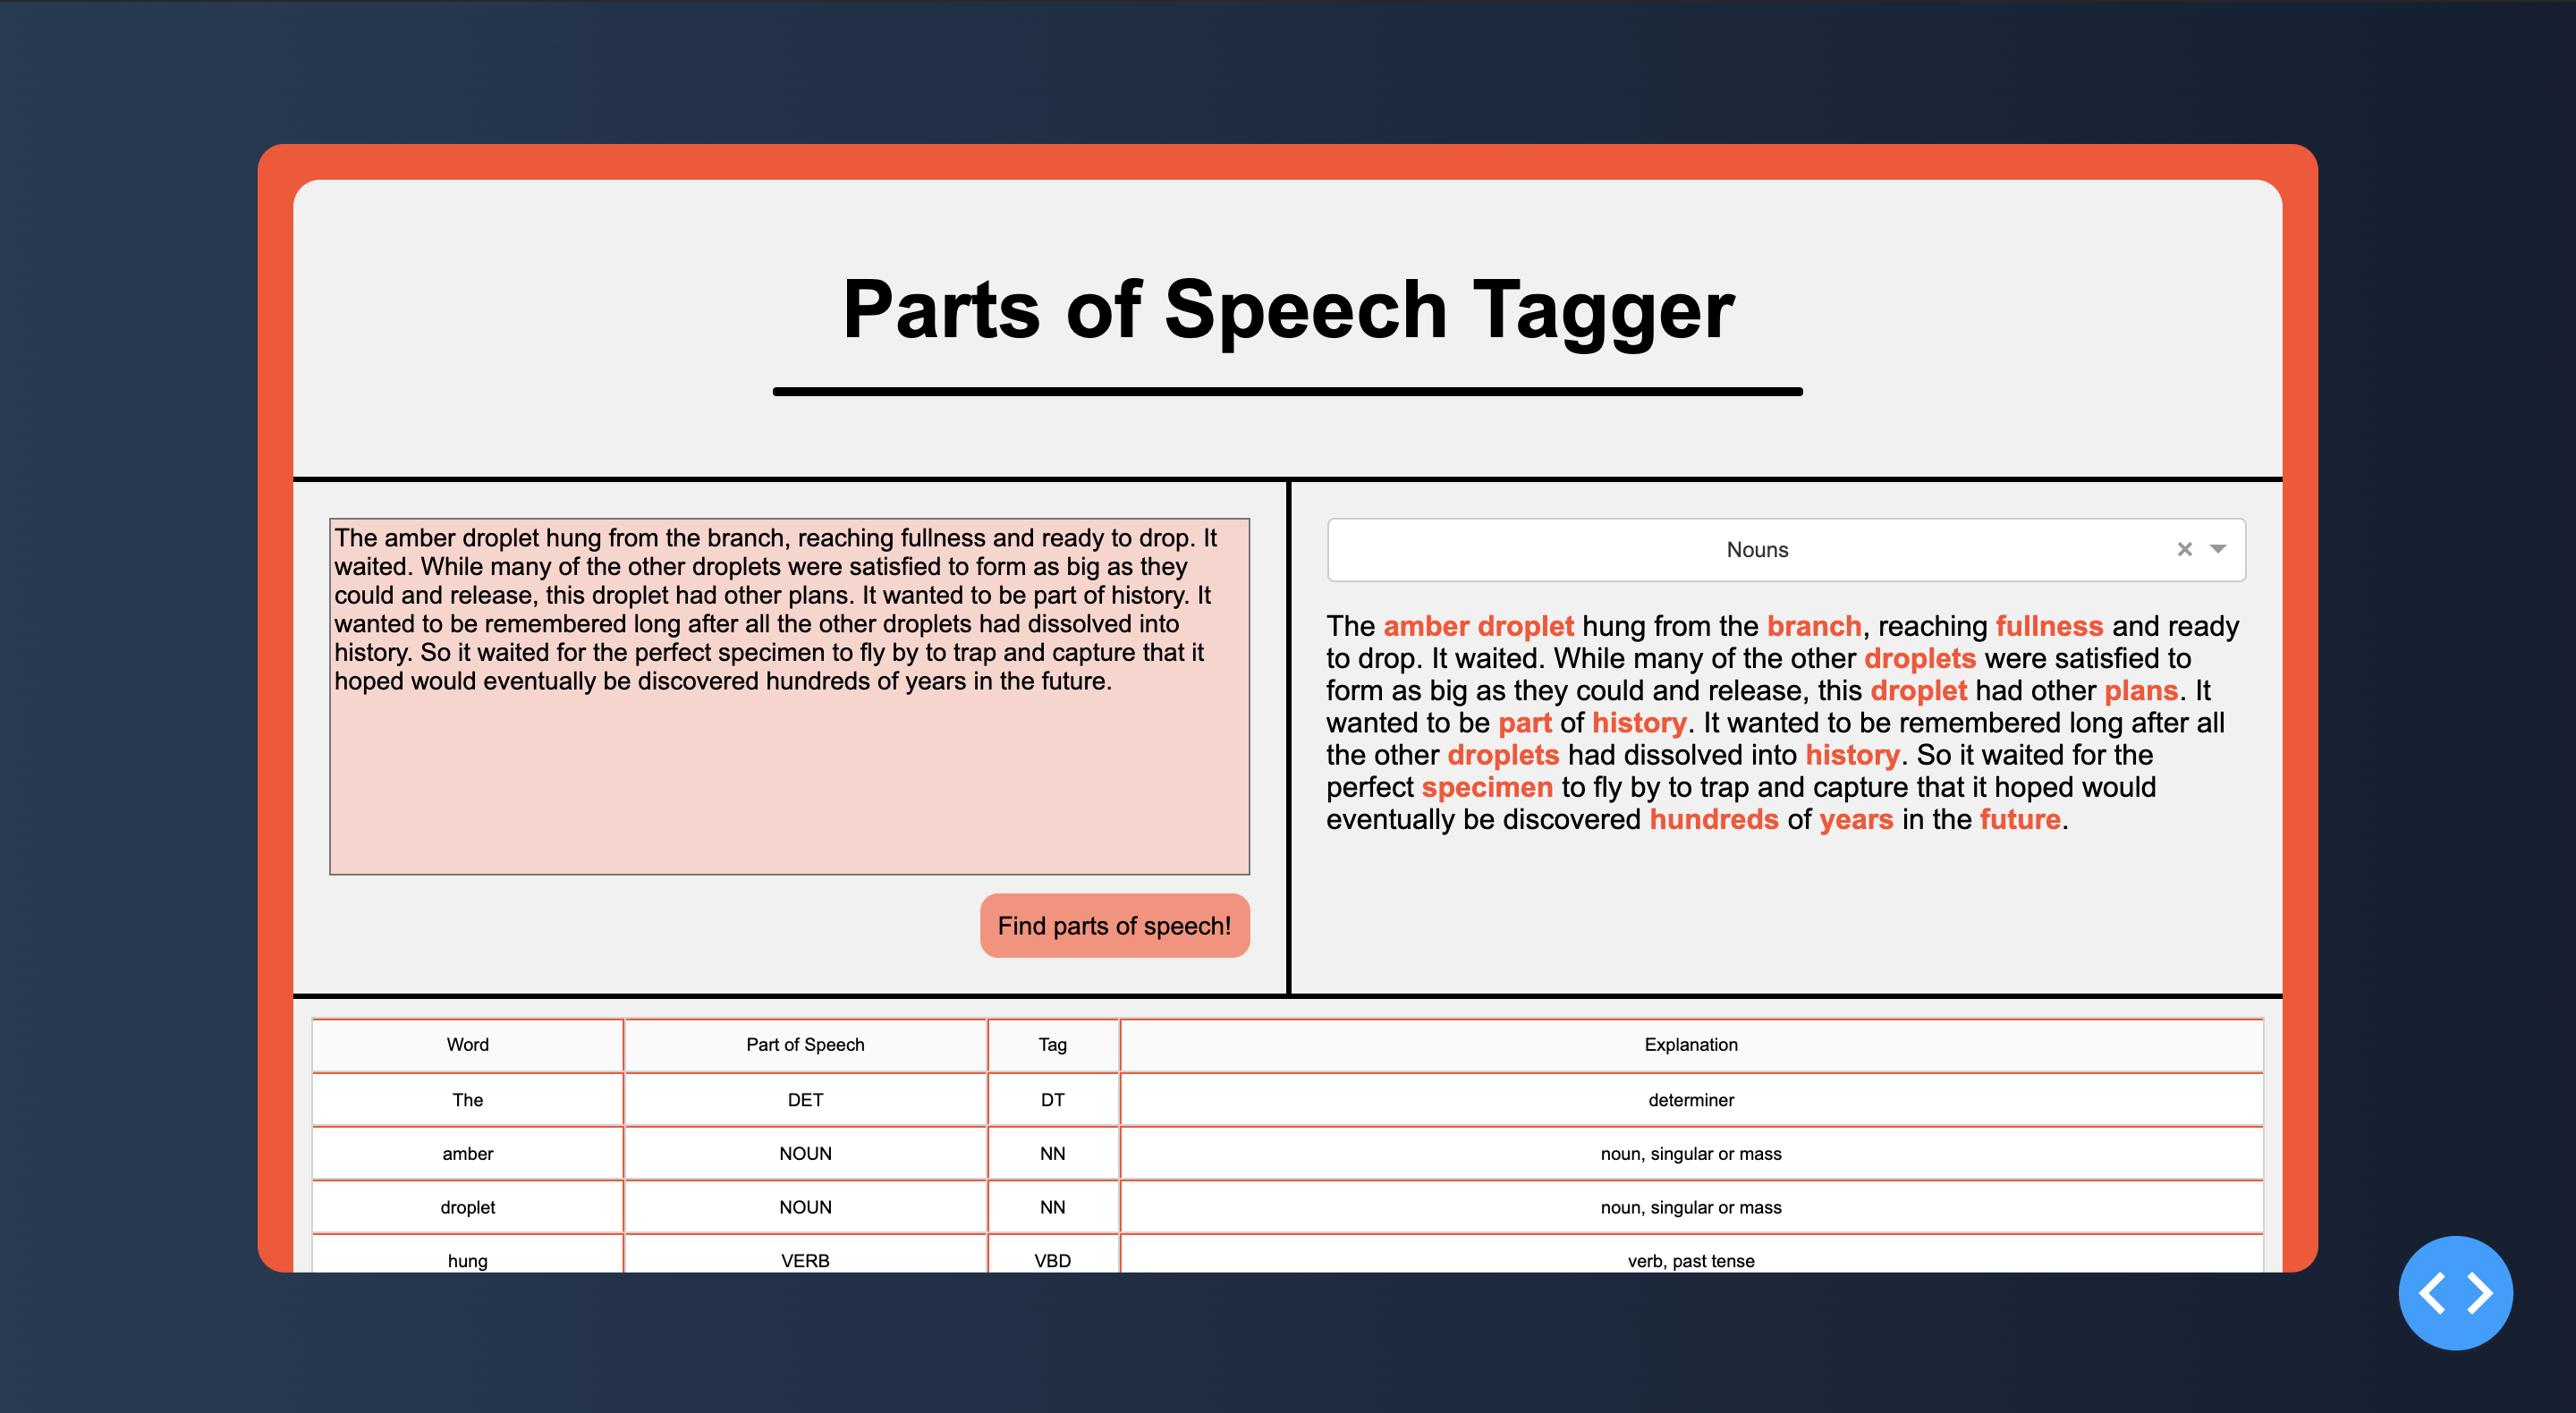 Parts of Speech Tagger
The amber droplet hung from the branch, reaching fullness and ready to drop. It
waited. While many of the other droplets were satisfied to form as big as they
could and release, this droplet had other plans. It wanted to be part of history. It
wanted to be remembered long after all the other droplets had dissolved into
history. So it waited for the perfect specimen to fly by to trap and capture that it
hoped would eventually be discovered hundreds of years in the future.
Find parts of speech!
Nouns
The amber droplet hung from the branch, reaching fullness and ready
to drop. It waited. While many of the other droplets were satisfied to
form as big as they could and release, this droplet had other plans. It
wanted to be part of history. It wanted to be remembered long after all
the other droplets had dissolved into history. So it waited for the
perfect specimen to fly by to trap and capture that it hoped would
eventually be discovered hundreds of years in the future.
Word Part of Speech Tag Explanation
The DET DT determiner
amber NOUN NN noun, singular or mass
droplet NOUN NN noun, singular or mass
hung VERB VBD verb, past tense